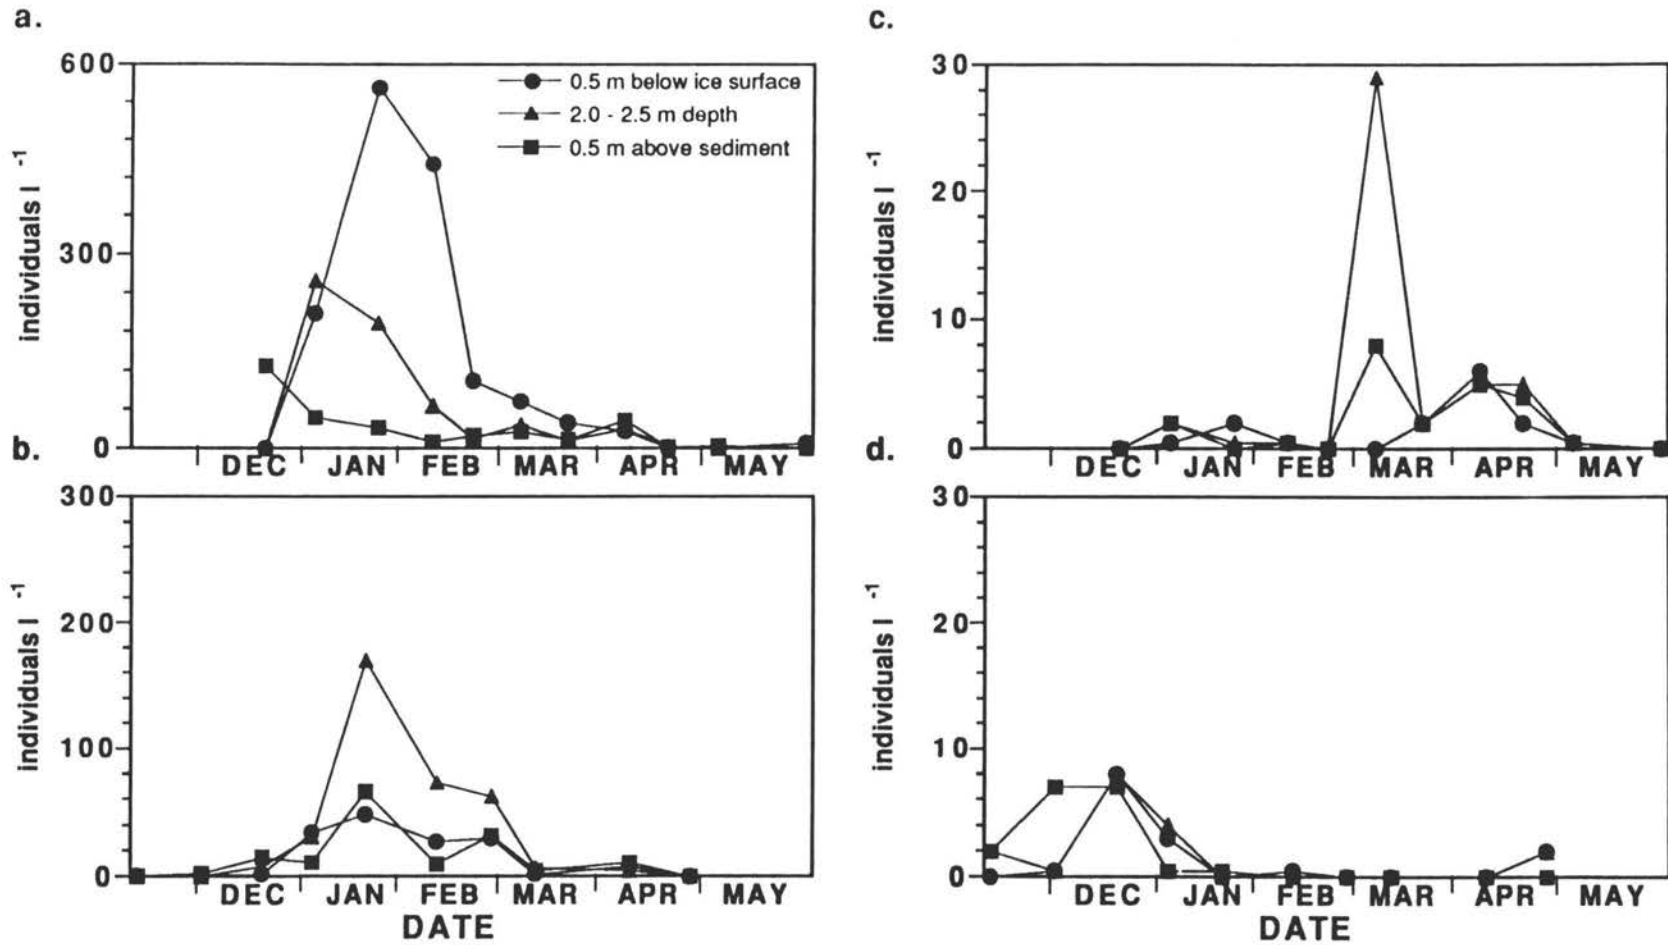 a.
600
300
0
individuals l -1
0.5 m below ice surface
2.0 - 2.5 m depth
0.5 m above sediment
DEC JAN FEB MAR APR MAY
c.
30
20
10
0
individuals l -1
DEC JAN FEB MAR APR MAY
b.
300
200
100
0
individuals l -1
DEC JAN FEB MAR APR MAY
DATE
d.
30
20
10
0
individuals l -1
DEC JAN FEB MAR APR MAY
DATE